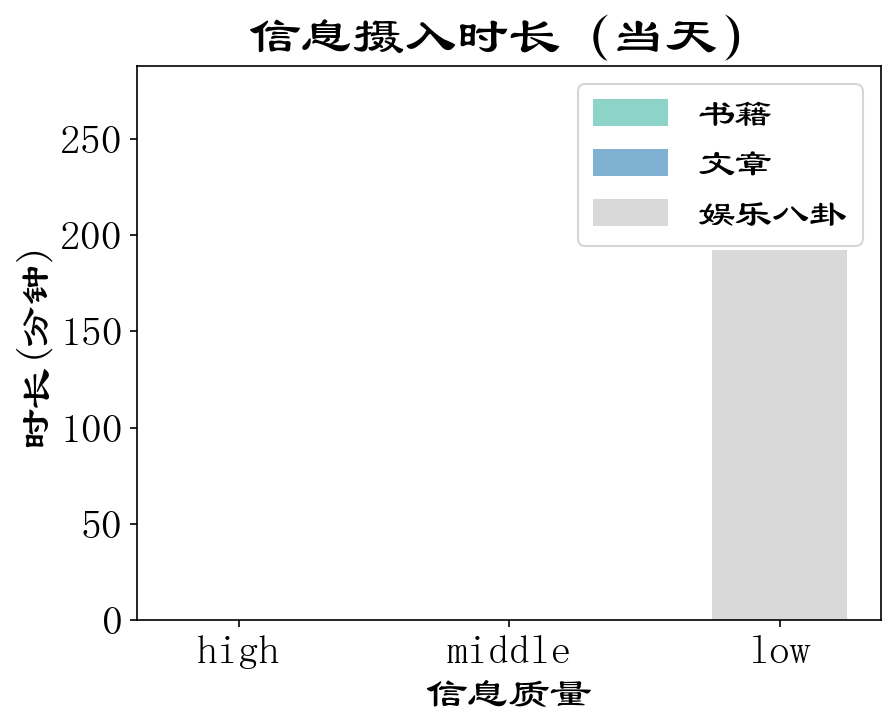 信息摄入时长 (当天)
书籍
文章
娱乐八卦
时长(分钟)
250
200
150
100
50
0
high middle low
信息质量